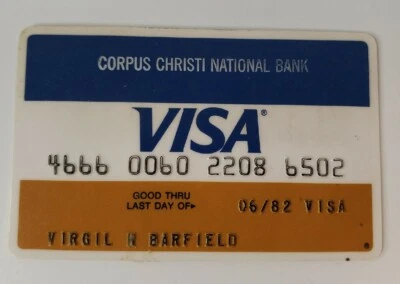 CORPUS CHRISTI NATIONAL BANK
VISA®
4666 0060 2208 6502
GOOD THRU
LAST DAY OF▸ 06/82 VISA
VIRGIL W BARFIELD